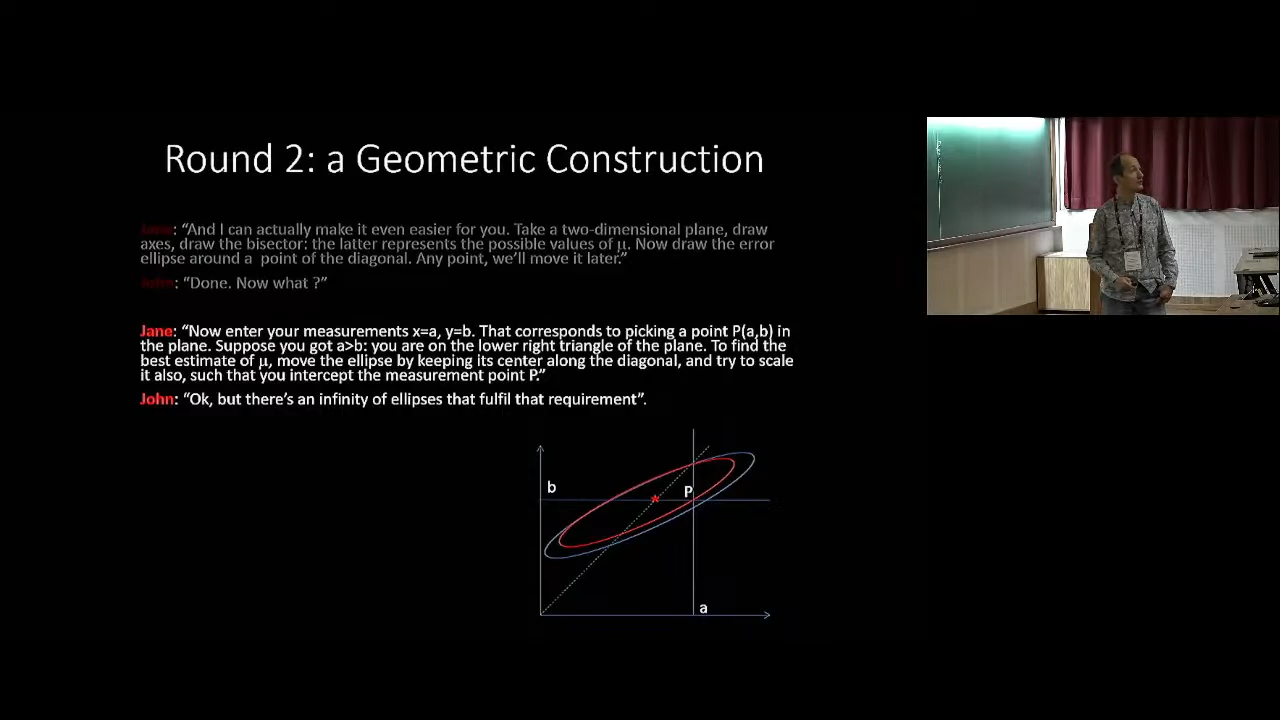 Round 2: a Geometric Construction
Jane: “And I can actually make it even easier for you. Take a two-dimensional plane, draw
axes, draw the bisector: the latter represents the possible values of μ. Now draw the error
ellipse around a point of the diagonal. Any point, we’ll move it later.”
John: “Done. Now what ?”
Jane: “Now enter your measurements x=a, y=b. That corresponds to picking a point P(a,b) in
the plane. Suppose you got a>b: you are on the lower right triangle of the plane. To find the
best estimate of μ, move the ellipse by keeping its center along the diagonal, and try to scale
it also, such that you intercept the measurement point P.”
John: “Ok, but there’s an infinity of ellipses that fulfil that requirement”.
b
P
*
a